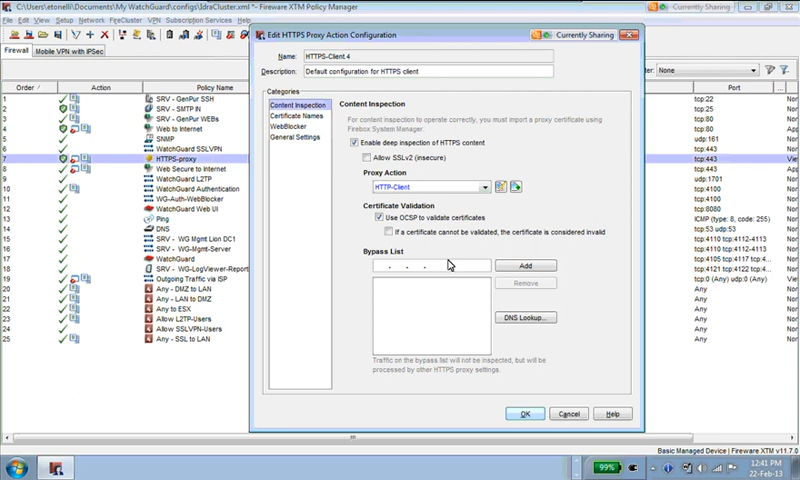 C:\Users\etonelli\Documents\My WatchGuard\configs\IdraCluster.xml *- Fireware XTM Policy Manager
Currently Sharing
File Edit View Setup Network FireCluster VPN Subscription Services Help
Firewall Mobile VPN with IPSec
None
Order / Action Policy Name Port
1 SRV - GenPur SSH tcp:22 Nor
2 SRV - SMTP IN tcp:25 Nor
3 SRV - GenPur WEBs tcp:80 Nor
4 Web to Internet tcp:80
5 SNMP udp:161
6 WatchGuard SSLVPN tcp:443
7 HTTPS-proxy tcp:443
8 Web Secure to Internet tcp:443
9 WatchGuard L2TP udp:1701
10 WatchGuard Authentication tcp:4100
11 WG-Auth-WebBlocker tcp:4100
12 WatchGuard Web UI tcp:8080
13 Ping ICMP (type: 8, code: 255)
14 DNS tcp:53 udp:53
15 SRV - WG Mgmt Lion DC1 tcp:4110 tcp:4112-4113
16 SRV - WG-Mgmt-Server tcp:4110 tcp:4112-4113
17 WatchGuard
18 SRV - WG-LogViewer-Report
19 Outgoing Traffic via ISP tcp:0 (Any) udp:0 (Any)
20 Any - DMZ to LAN Any
21 Any - LAN to DMZ Any
22 Any to ESX Any
23 Allow L2TP-Users Any
24 Allow SSLVPN-Users Any
25 Any - SSL to LAN Any
Edit HTTPS Proxy Action Configuration
Currently Sharing
Name: HTTPS-Client.4
Description: Default configuration for HTTPS client
Categories
Content Inspection
Certificate Names
WebBlocker
General Settings
Content Inspection
For content inspection to operate correctly, you must import a proxy certificate using
Firebox System Manager.
Enable deep inspection of HTTPS content
Allow SSLv2 (insecure)
Proxy Action
HTTP-Client
Certificate Validation
Use OCSP to validate certificates
If a certificate cannot be validated, the certificate is considered invalid
Bypass List
. . .
Add
Remove
DNS Lookup...
Traffic on the bypass list will not be inspected, but will be
processed by other HTTPS proxy settings.
OK Cancel Help
Basic Managed Device Fireware XTM v11.7.0
99%
12:41 PM
22-Feb-13